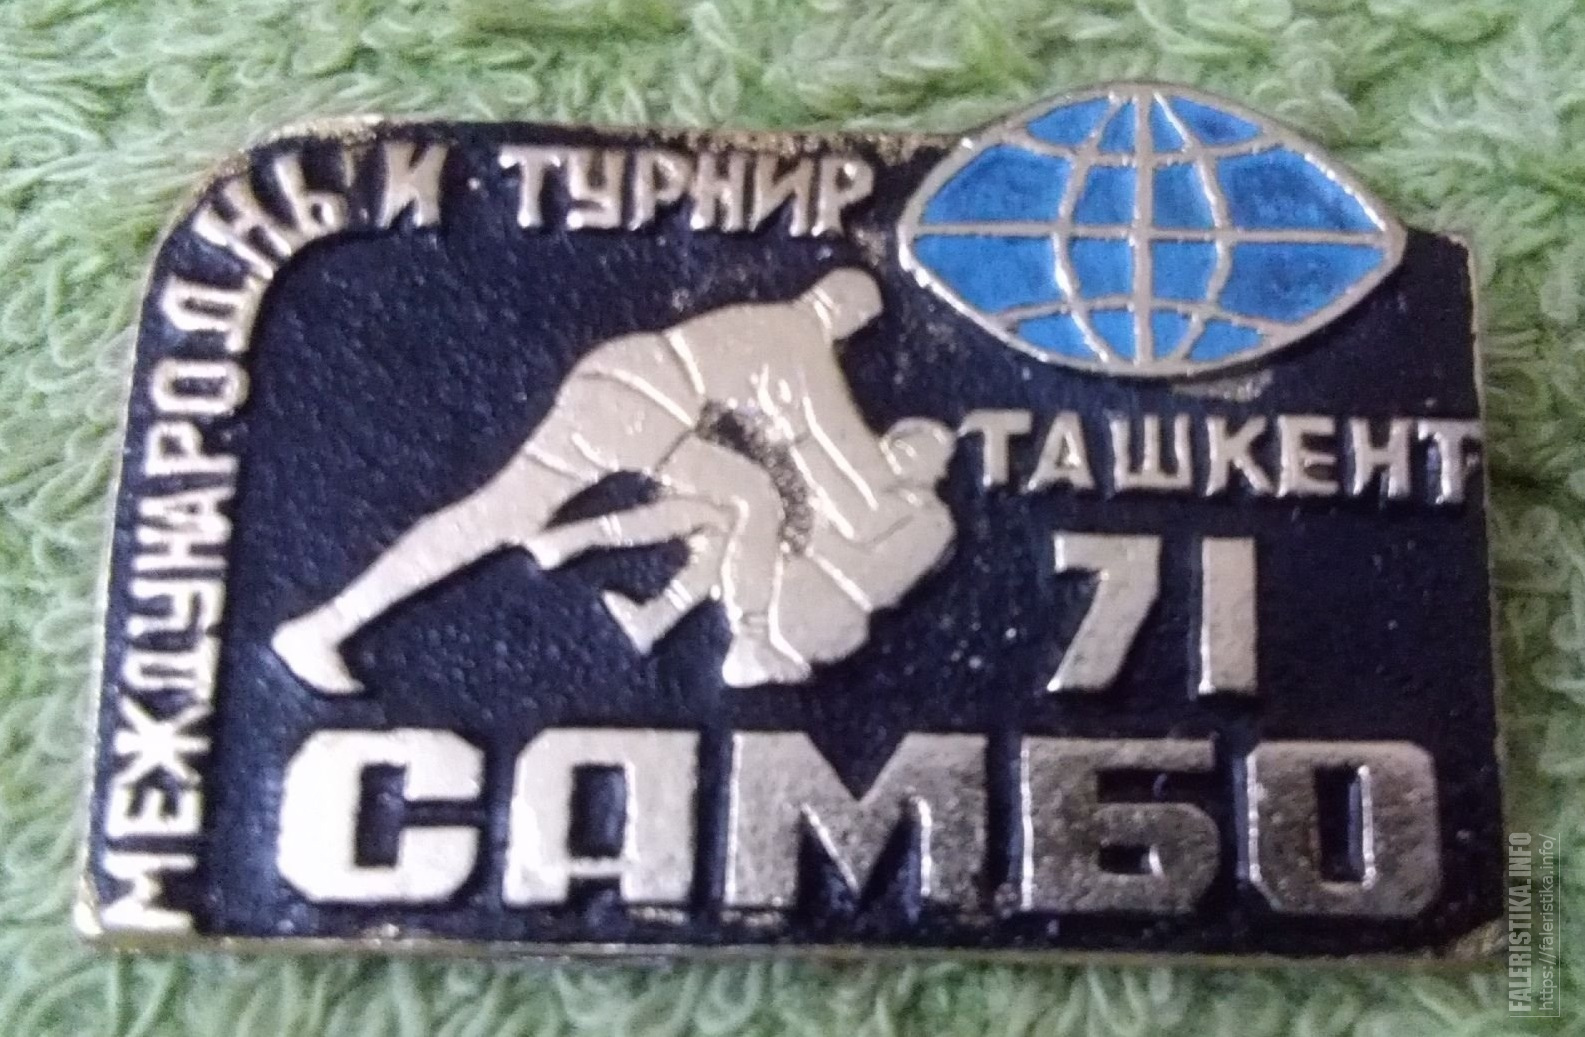 МЕЖДУНАРОДНЫЙ ТУРНИР
ТАШКЕНТ
71
САМБО
FALERISTIKA.INFO
https://faleristika.info/